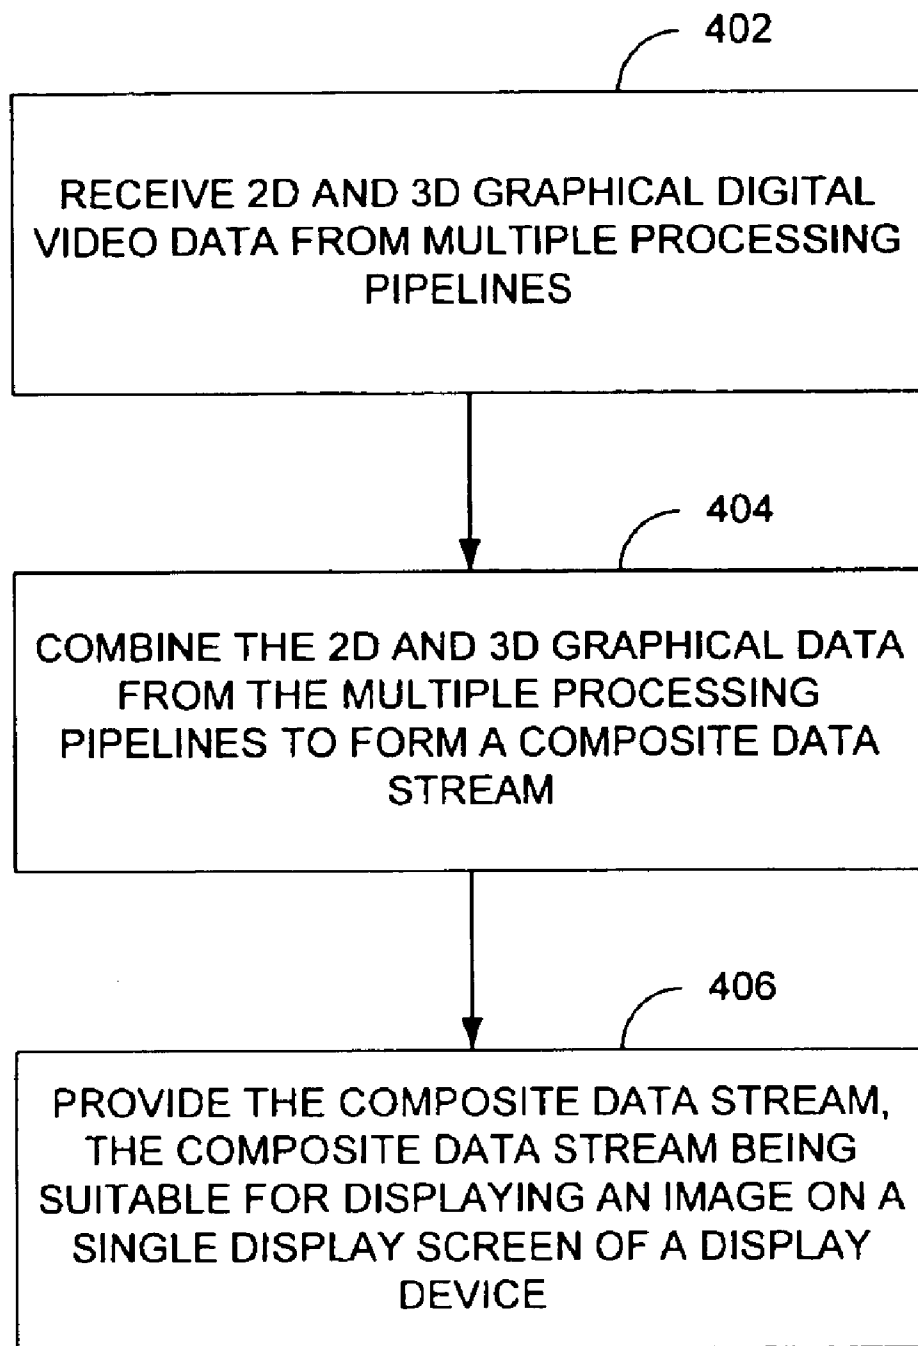 402
RECEIVE 2D AND 3D GRAPHICAL DIGITAL
VIDEO DATA FROM MULTIPLE PROCESSING
PIPELINES
404
COMBINE THE 2D AND 3D GRAPHICAL DATA
FROM THE MULTIPLE PROCESSING
PIPELINES TO FORM A COMPOSITE DATA
STREAM
406
PROVIDE THE COMPOSITE DATA STREAM,
THE COMPOSITE DATA STREAM BEING
SUITABLE FOR DISPLAYING AN IMAGE ON A
SINGLE DISPLAY SCREEN OF A DISPLAY
DEVICE